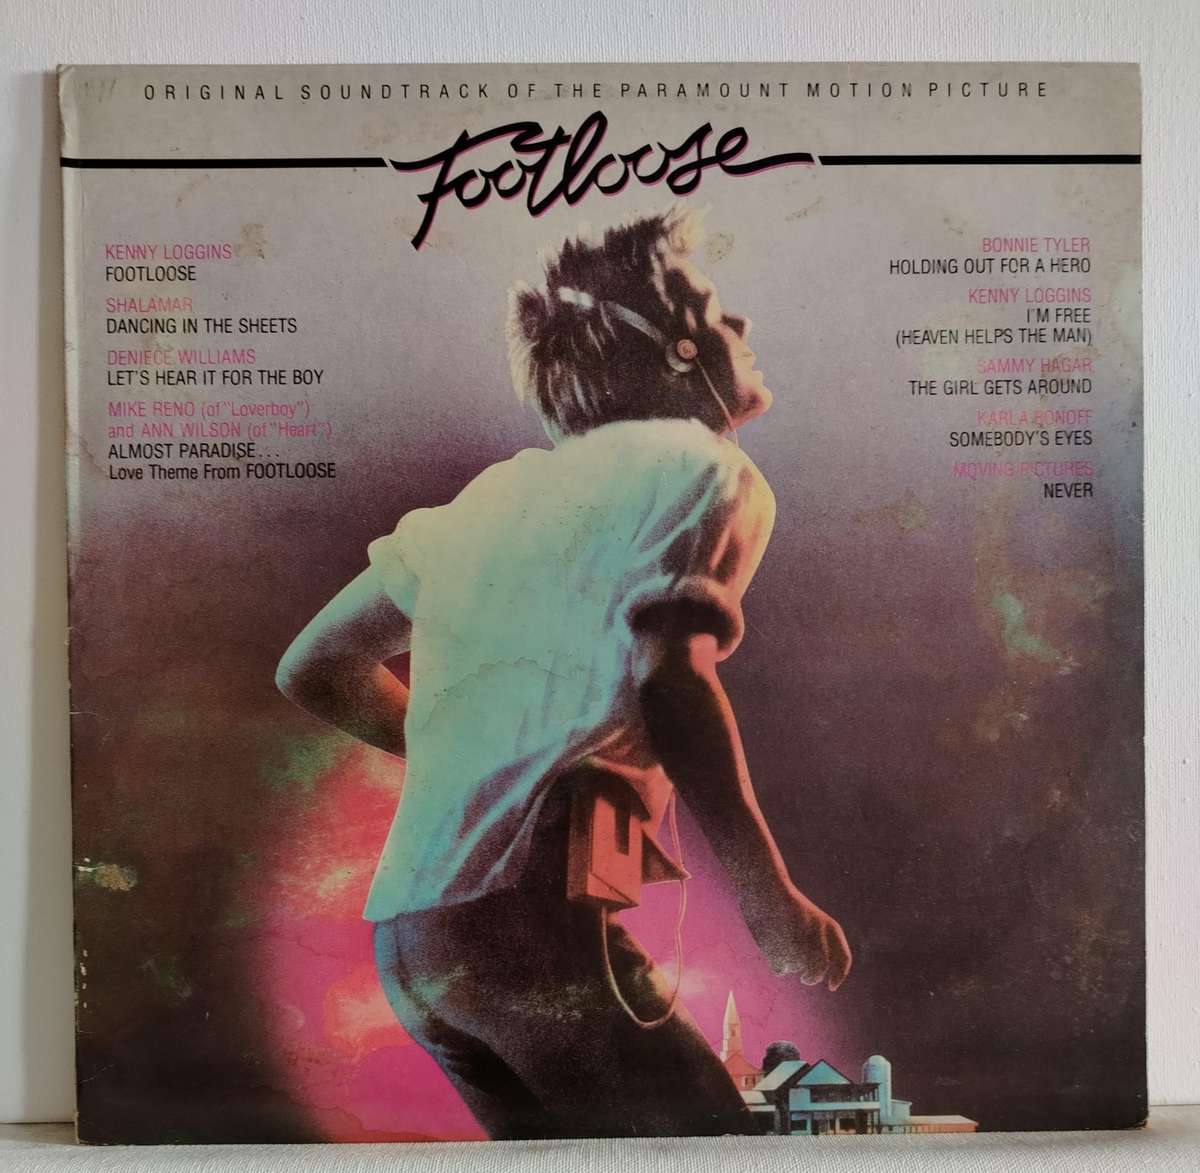 ORIGINAL SOUNDTRACK OF THE PARAMOUNT MOTION PICTURE
Footloose
KENNY LOGGINS
FOOTLOOSE
SHALAMAR
DANCING IN THE SHEETS
DENIECE WILLIAMS
LET'S HEAR IT FOR THE BOY
MIKE RENO (of "Loverboy")
and ANN WILSON (of "Heart")
ALMOST PARADISE...
Love Theme From FOOTLOOSE
BONNIE TYLER
HOLDING OUT FOR A HERO
KENNY LOGGINS
I'M FREE
(HEAVEN HELPS THE MAN)
SAMMY HAGAR
THE GIRL GETS AROUND
KARLA BONOFF
SOMEBODY'S EYES
MOVING PICTURES
NEVER